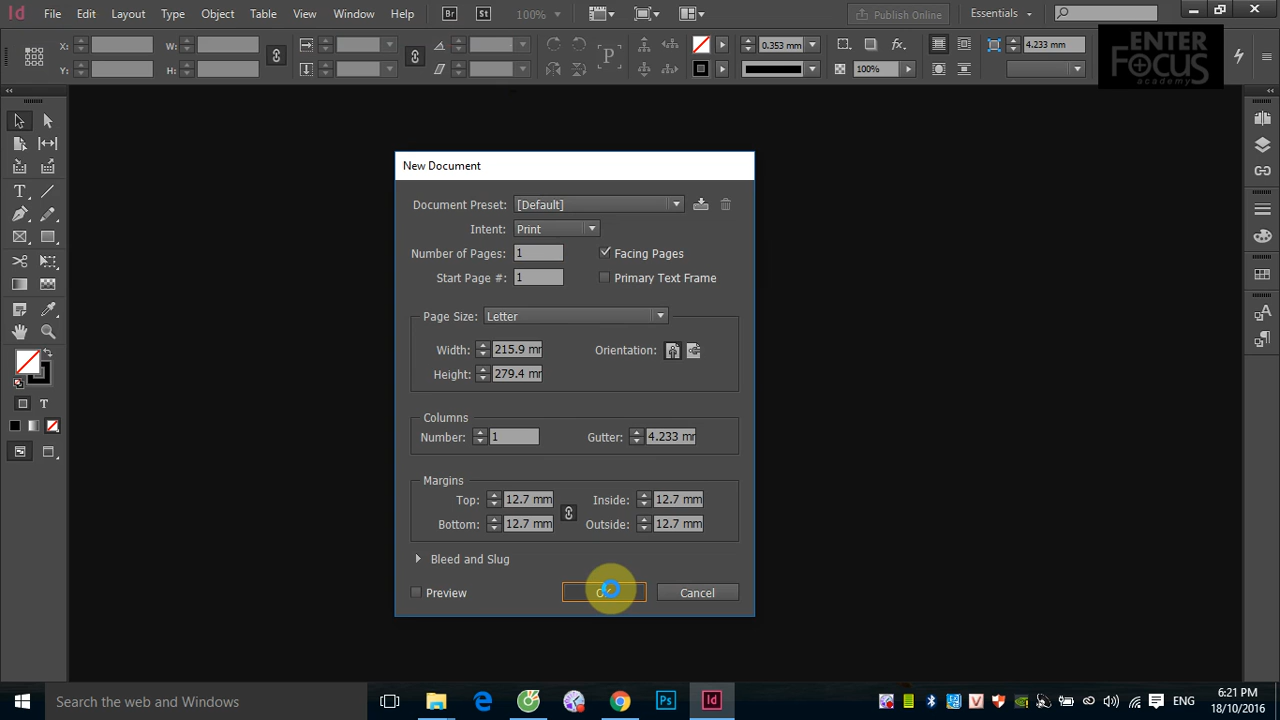 Id File Edit Layout Type Object Table View Window Help Br St 100% Publish Online Essentials
X: W: 0.353 mm 4.233 mm
Y: H: P 100%
ENTER
FOCUS
academy
New Document
Document Preset: [Default]
Intent: Print
Number of Pages: 1 Facing Pages
Start Page #: 1 Primary Text Frame
Page Size: Letter
Width: 215.9 mm Orientation:
Height: 279.4 mm
Columns
Number: 1 Gutter: 4.233 mm
Margins
Top: 12.7 mm Inside: 12.7 mm
Bottom: 12.7 mm Outside: 12.7 mm
Bleed and Slug
Preview Cancel
Search the web and Windows Ps Id ENG 6:21 PM
18/10/2016